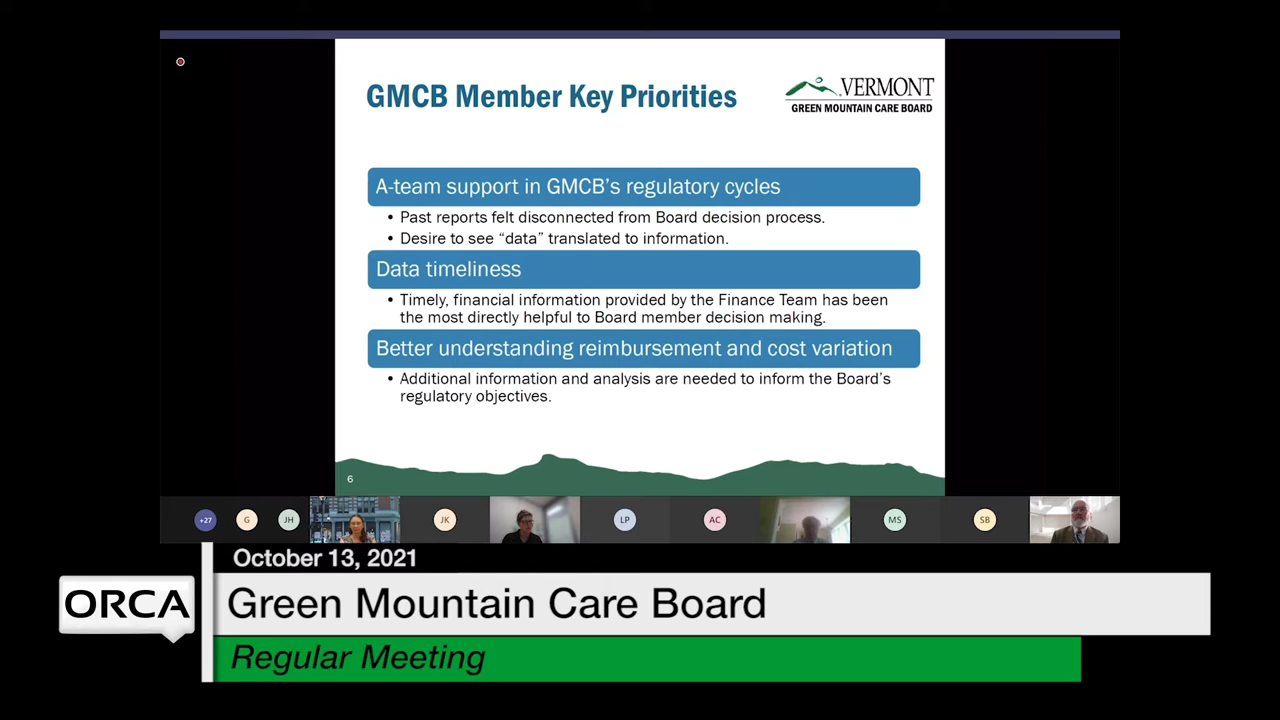 GMCB Member Key Priorities
VERMONT
GREEN MOUNTAIN CARE BOARD
A-team support in GMCB's regulatory cycles
• Past reports felt disconnected from Board decision process.
• Desire to see “data” translated to information.
Data timeliness
• Timely, financial information provided by the Finance Team has been
the most directly helpful to Board member decision making.
Better understanding reimbursement and cost variation
• Additional information and analysis are needed to inform the Board's
regulatory objectives.
6
+27
G
JH
JK
LP
AC
MS
SB
October 13, 2021
ORCA
Green Mountain Care Board
Regular Meeting